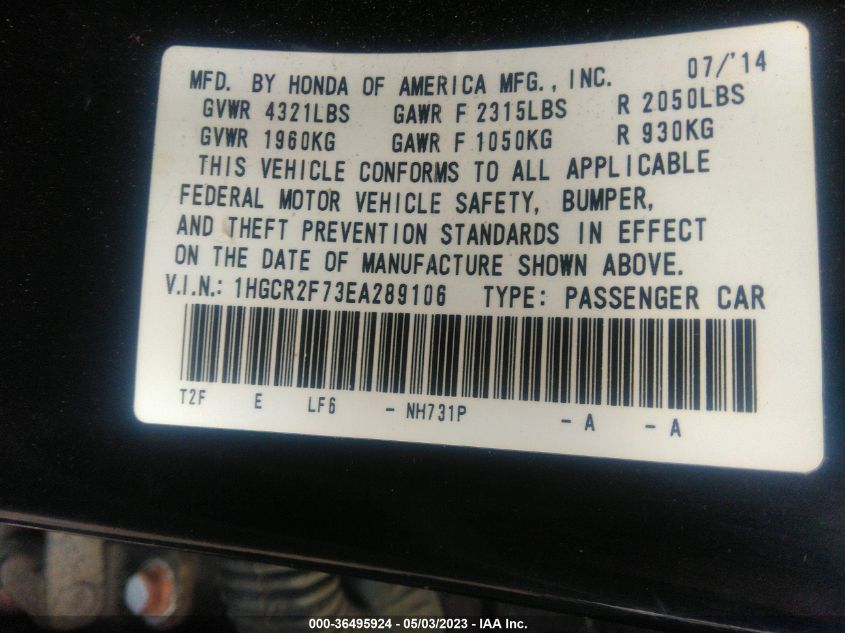 MFD. BY HONDA OF AMERICA MFG., INC. 07/'14
GVWR 4321LBS GAWR F 2315LBS R 2050LBS
GVWR 1960KG GAWR F 1050KG R 930KG
THIS VEHICLE CONFORMS TO ALL APPLICABLE
FEDERAL MOTOR VEHICLE SAFETY, BUMPER,
AND THEFT PREVENTION STANDARDS IN EFFECT
ON THE DATE OF MANUFACTURE SHOWN ABOVE.
V.I.N.: 1HGCR2F73EA289106 TYPE: PASSENGER CAR
T2F E LF6 - NH731P - A - A
000-36495924 - 05/03/2023 - IAA Inc.